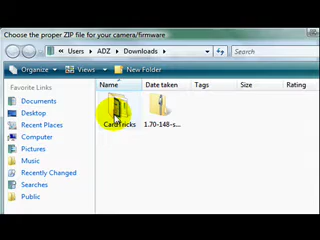 Choose the proper ZIP file for your camera/firmware
Users ▸ ADZ ▸ Downloads ▸
Search
Organize
Views
New Folder
Favorite Links
Documents
Desktop
Recent Places
Computer
Pictures
Music
Recently Changed
Searches
Public
Name
Date taken
Tags
Size
Rating
CardTricks
1.70-148-s...